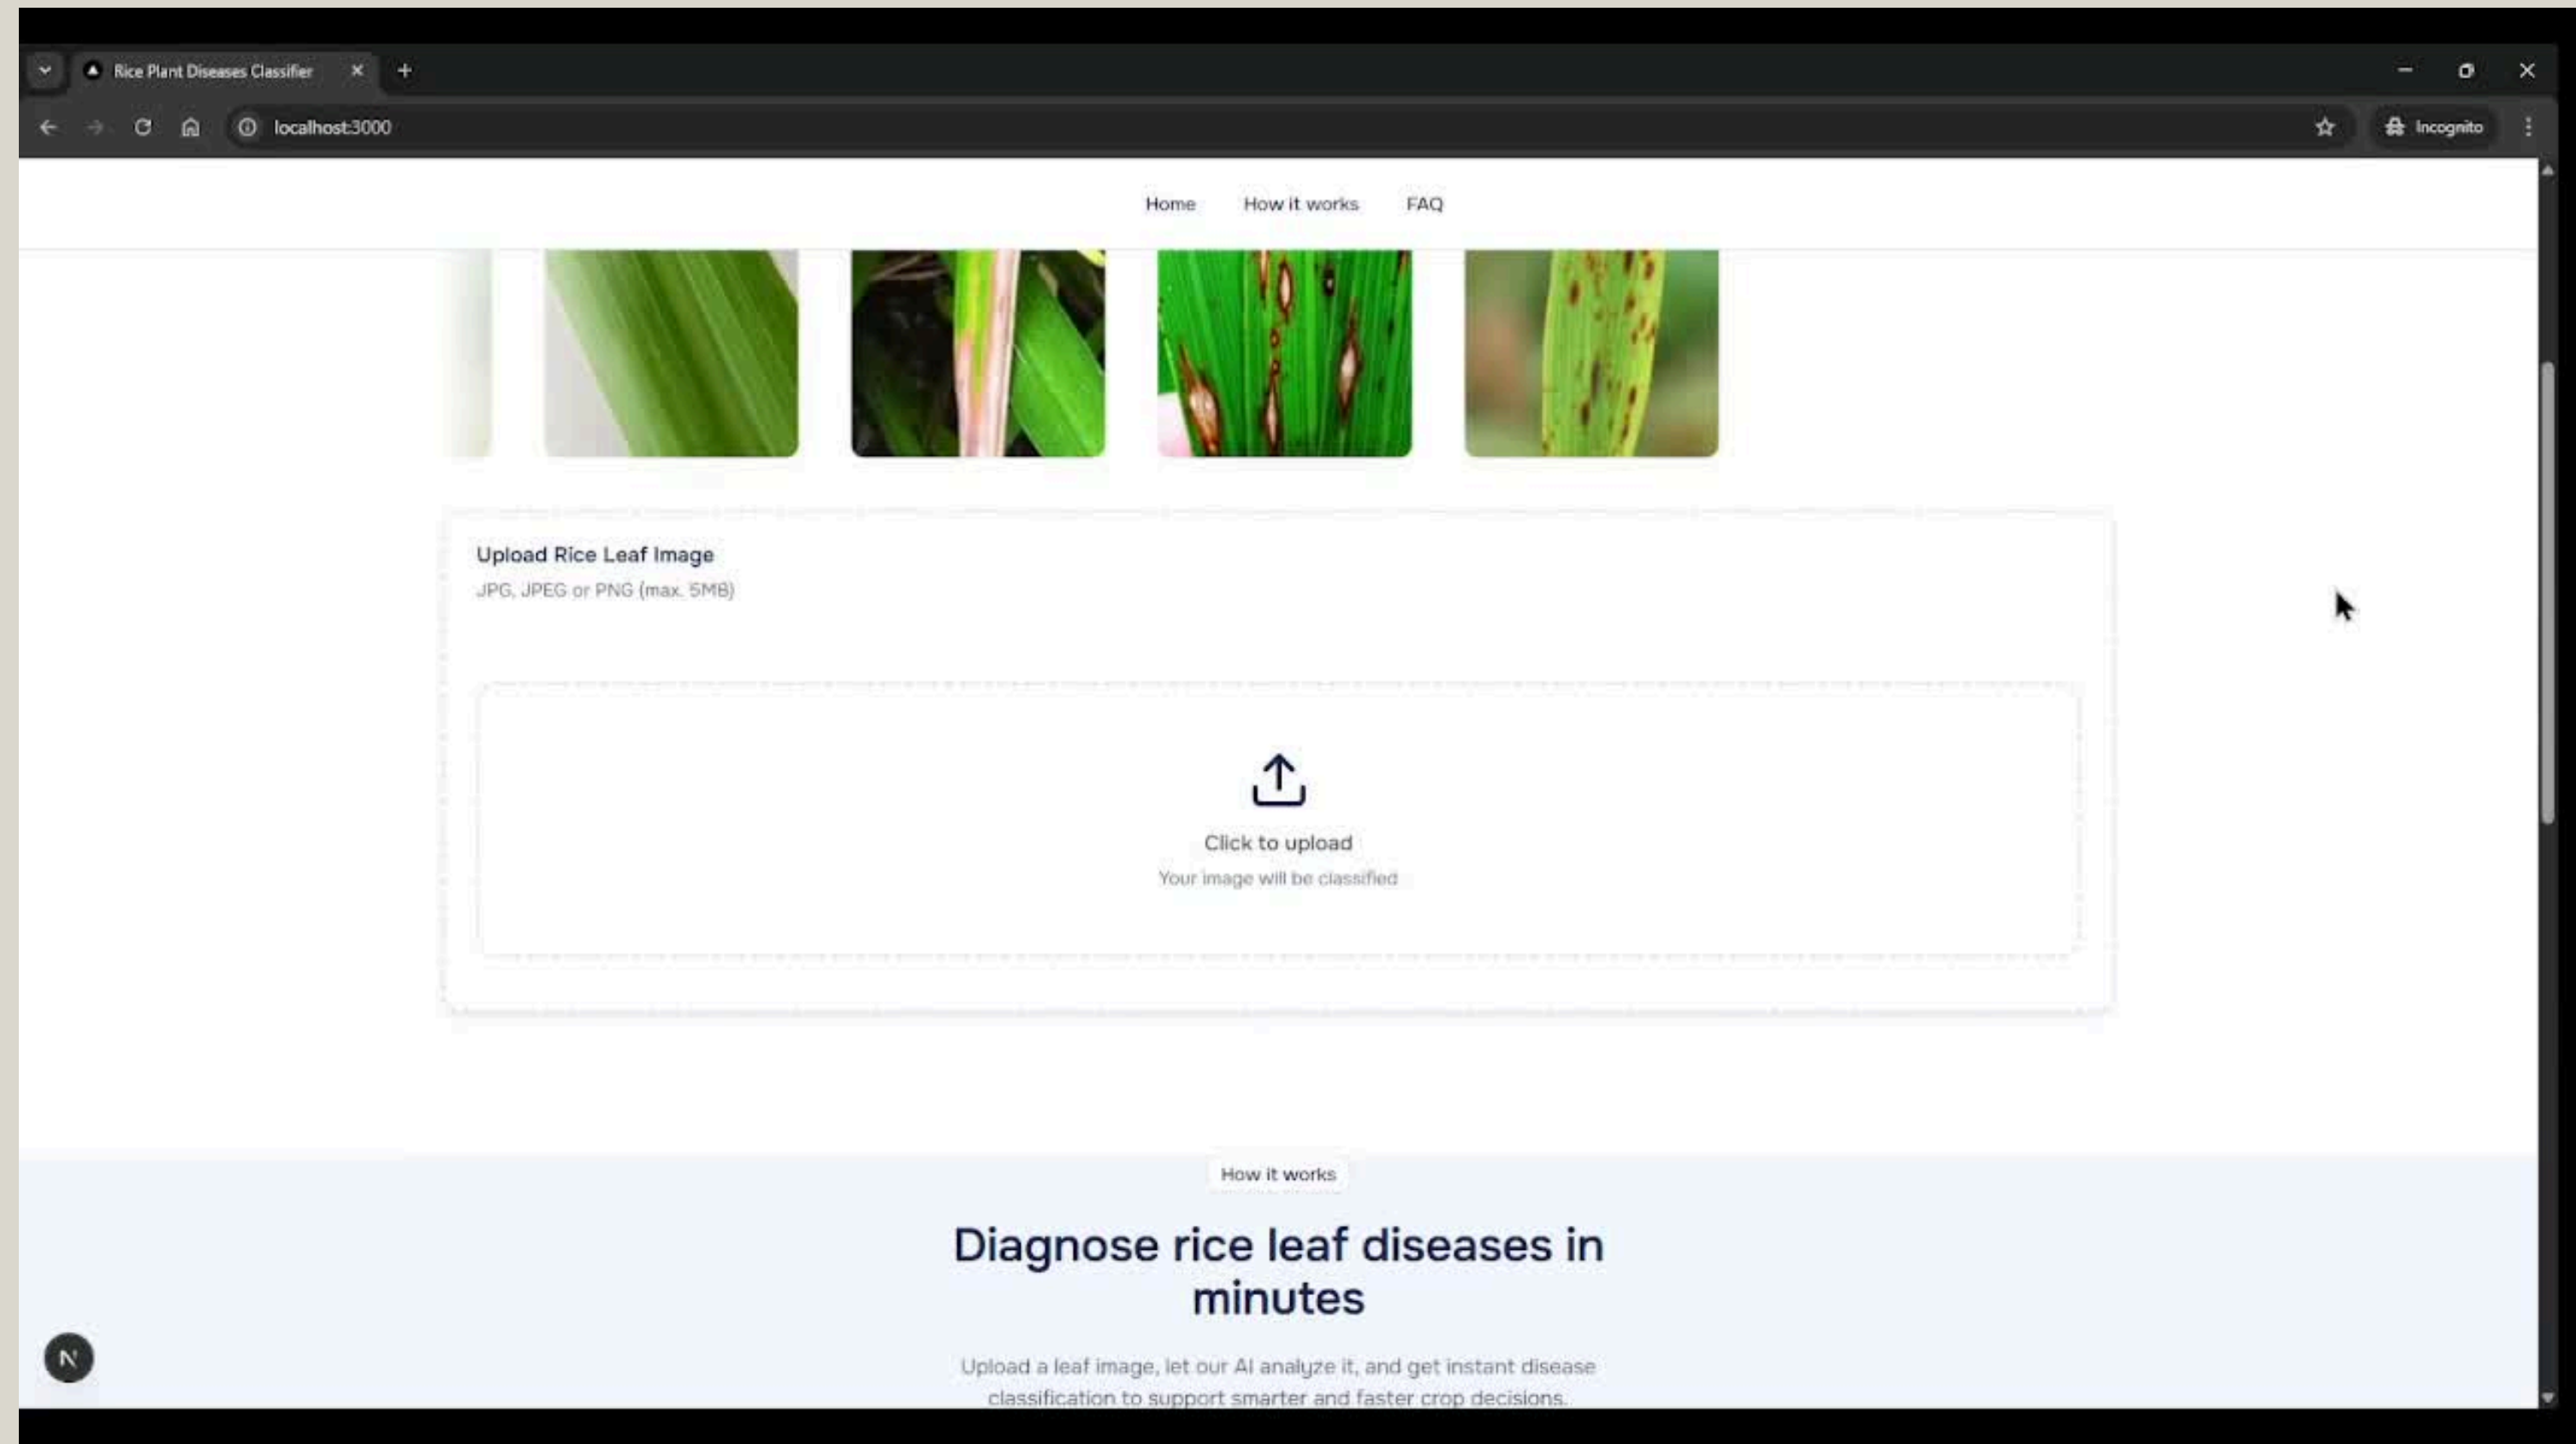 Rice Plant Diseases Classifier
localhost:3000
Incognito
Home How it works FAQ
Upload Rice Leaf Image
JPG, JPEG or PNG (max. 5MB)
Click to upload
Your image will be classified
How it works
Diagnose rice leaf diseases in
minutes
N
Upload a leaf image, let our AI analyze it, and get instant disease
classification to support smarter and faster crop decisions.